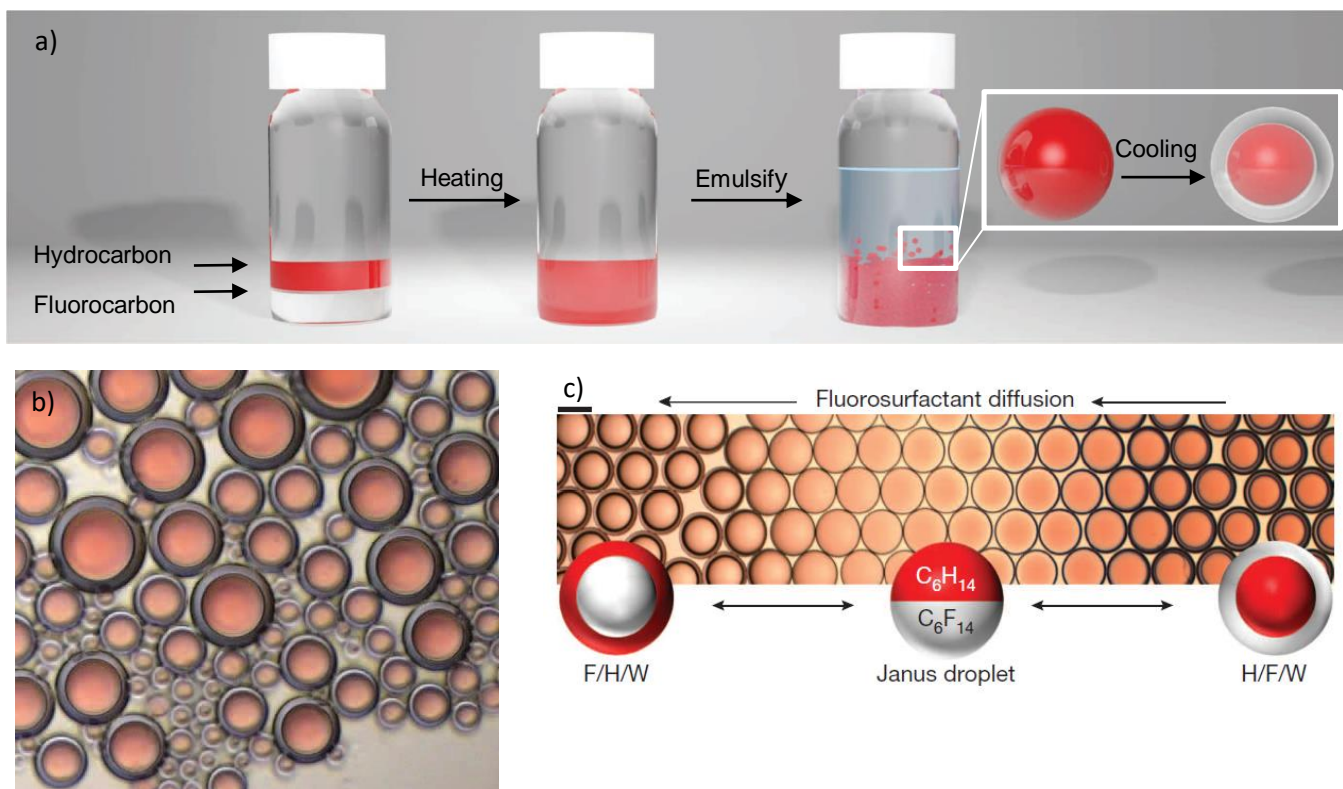 a)
Heating
Emulsify
Cooling
Hydrocarbon
Fluorocarbon
b)
c)
Fluorosurfactant diffusion
C₆H₁₄
C₆F₁₄
F/H/W
Janus droplet
H/F/W